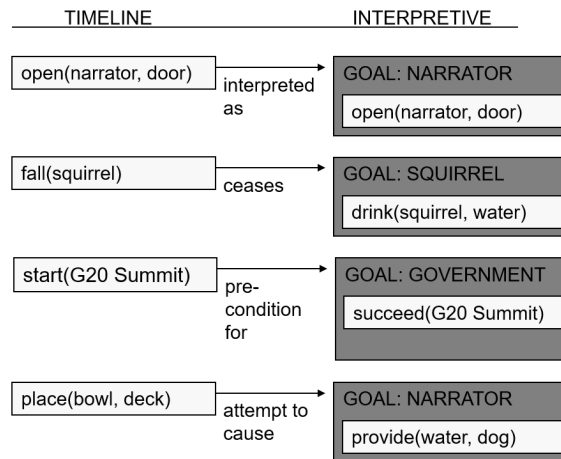 TIMELINE INTERPRETIVE
open(narrator, door)
interpreted
as
GOAL: NARRATOR
open(narrator, door)
fall(squirrel)
ceases
GOAL: SQUIRREL
drink(squirrel, water)
start(G20 Summit)
pre-
condition
for
GOAL: GOVERNMENT
succeed(G20 Summit)
place(bowl, deck)
attempt to
cause
GOAL: NARRATOR
provide(water, dog)